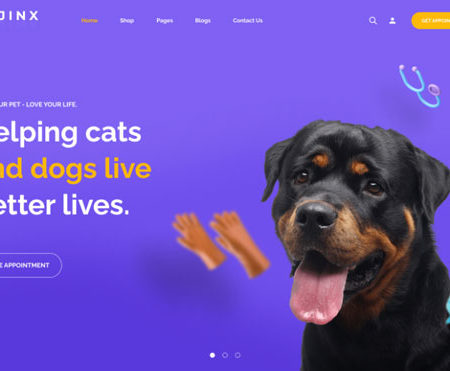 JINX
Home Shop Pages Blogs Contact Us
GET APPOI
UR PET - LOVE YOUR LIFE.
elping cats
nd dogs live
etter lives.
E APPOINTMENT